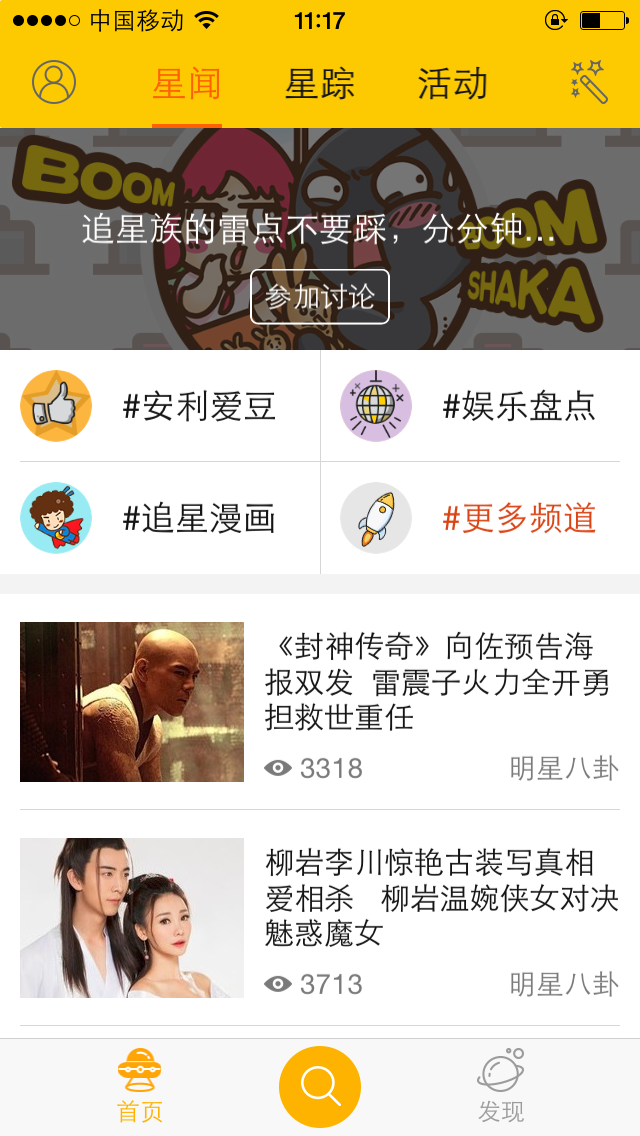 中国移动 11:17
星闻 星踪 活动
BOOM
BOOM
SHAKA
追星族的雷点不要踩，分分钟...
参加讨论
#安利爱豆 #娱乐盘点
#追星漫画 #更多频道
《封神传奇》向佐预告海
报双发 雷震子火力全开勇
担救世重任
3318 明星八卦
柳岩李川惊艳古装写真相
爱相杀 柳岩温婉侠女对决
魅惑魔女
3713 明星八卦
首页 发现